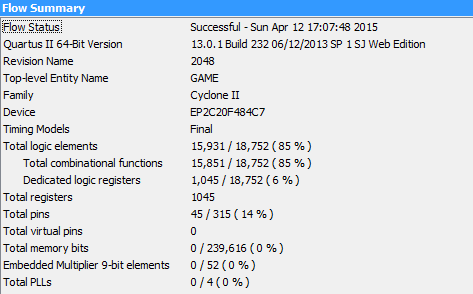 Flow Summary
Flow Status Successful - Sun Apr 12 17:07:48 2015
Quartus II 64-Bit Version 13.0.1 Build 232 06/12/2013 SP 1 SJ Web Edition
Revision Name 2048
Top-level Entity Name GAME
Family Cyclone II
Device EP2C20F484C7
Timing Models Final
Total logic elements 15,931 / 18,752 ( 85 % )
Total combinational functions 15,851 / 18,752 ( 85 % )
Dedicated logic registers 1,045 / 18,752 ( 6 % )
Total registers 1045
Total pins 45 / 315 ( 14 % )
Total virtual pins 0
Total memory bits 0 / 239,616 ( 0 % )
Embedded Multiplier 9-bit elements 0 / 52 ( 0 % )
Total PLLs 0 / 4 ( 0 % )